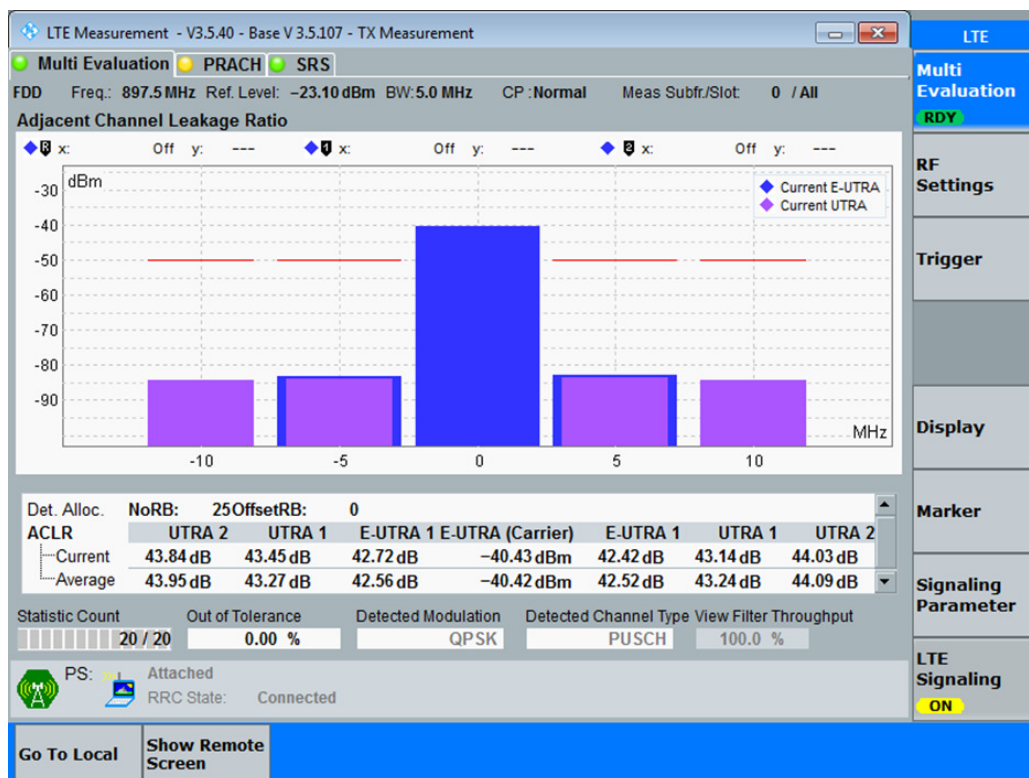 LTE Measurement - V3.5.40 - Base V 3.5.107 - TX Measurement
Multi Evaluation PRACH SRS
FDD Freq.: 897.5 MHz Ref. Level: −23.10 dBm BW: 5.0 MHz CP : Normal Meas Subfr./Slot: 0 / All
Adjacent Channel Leakage Ratio
R x: Off y: --- 1 x: Off y: --- 2 x: Off y: ---
dBm
Current E-UTRA
Current UTRA
-30
-40
-50
-60
-70
-80
-90
MHz
-10 -5 0 5 10
Det. Alloc. NoRB: 25 OffsetRB: 0
ACLR UTRA 2 UTRA 1 E-UTRA 1 E-UTRA (Carrier) E-UTRA 1 UTRA 1 UTRA 2
Current 43.84 dB 43.45 dB 42.72 dB −40.43 dBm 42.42 dB 43.14 dB 44.03 dB
Average 43.95 dB 43.27 dB 42.56 dB −40.42 dBm 42.52 dB 43.24 dB 44.09 dB
Statistic Count Out of Tolerance Detected Modulation Detected Channel Type View Filter Throughput
20 / 20 0.00 % QPSK PUSCH 100.0 %
PS: Attached
RRC State: Connected
LTE
Multi
Evaluation
RDY
RF
Settings
Trigger
Display
Marker
Signaling
Parameter
LTE
Signaling
ON
Go To Local
Show Remote
Screen